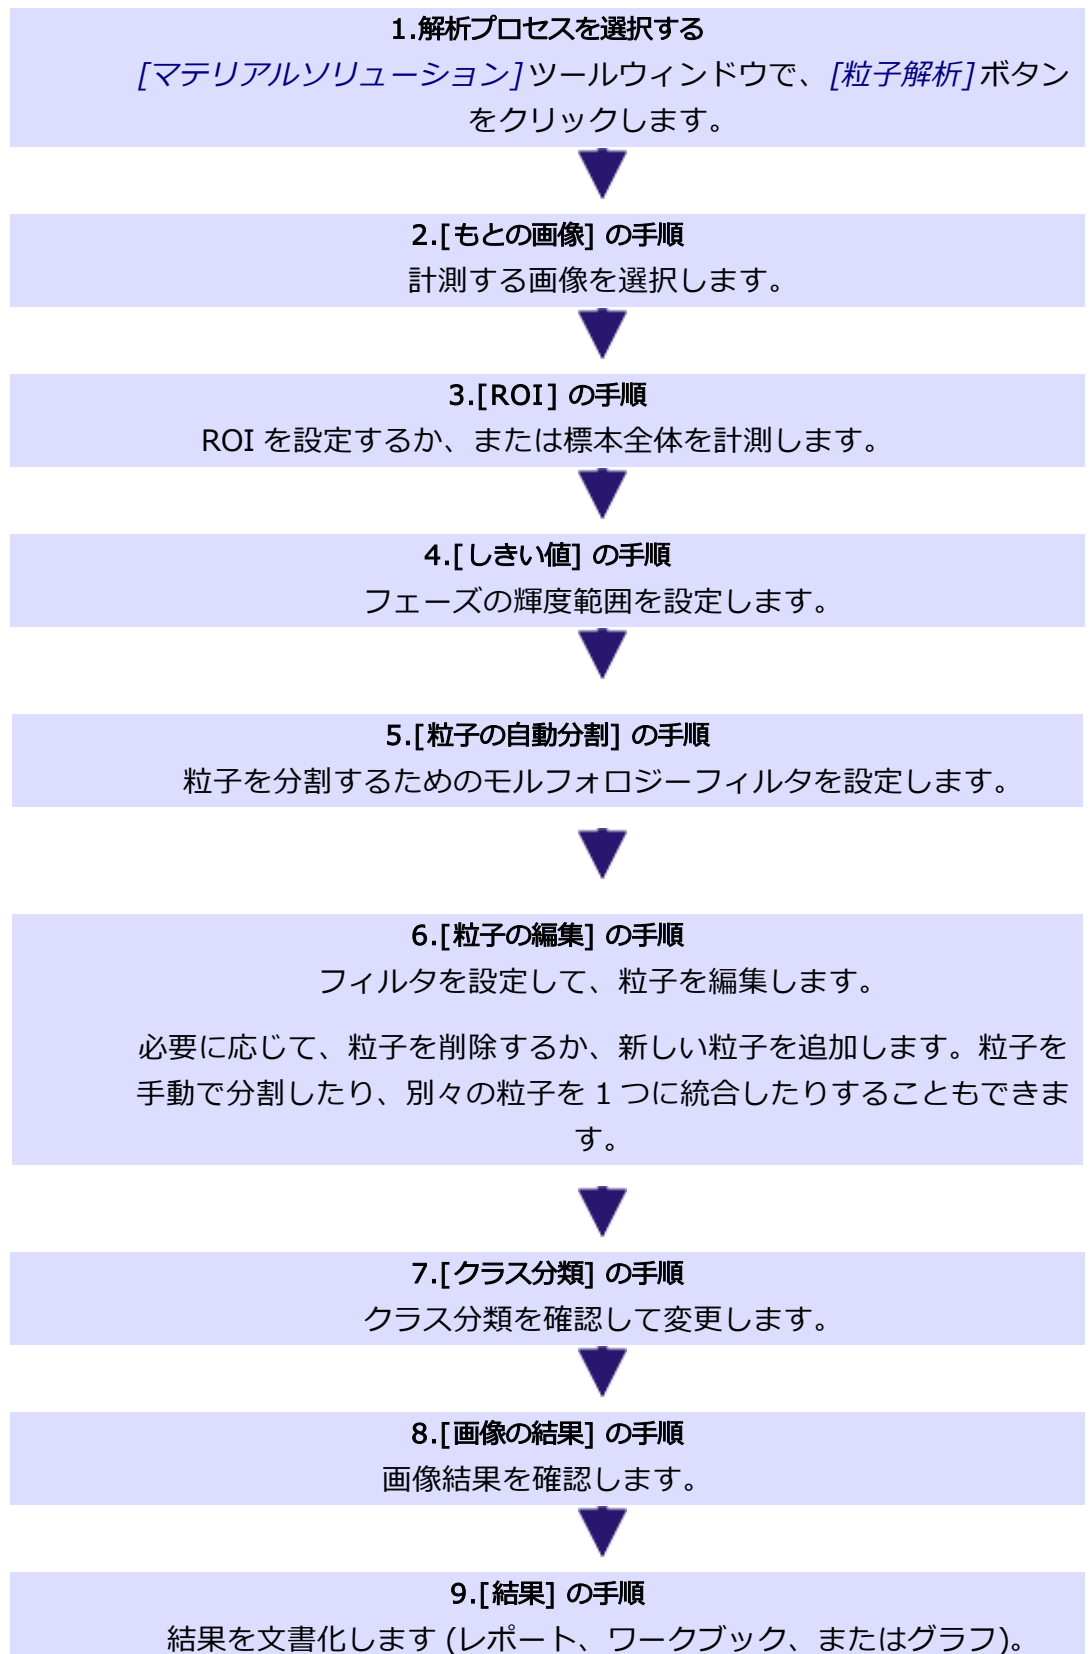 1.解析プロセスを選択する
[マテリアルソリューション]ツールウィンドウで、[粒子解析]ボタン
をクリックします。
2.[もとの画像] の手順
計測する画像を選択します。
3.[ROI] の手順
ROI を設定するか、または標本全体を計測します。
4.[しきい値] の手順
フェーズの輝度範囲を設定します。
5.[粒子の自動分割] の手順
粒子を分割するためのモルフォロジーフィルタを設定します。
6.[粒子の編集] の手順
フィルタを設定して、粒子を編集します。
必要に応じて、粒子を削除するか、新しい粒子を追加します。粒子を
手動で分割したり、別々の粒子を 1 つに統合したりすることもできま
す。
7.[クラス分類] の手順
クラス分類を確認して変更します。
8.[画像の結果] の手順
画像結果を確認します。
9.[結果] の手順
結果を文書化します (レポート、ワークブック、またはグラフ)。